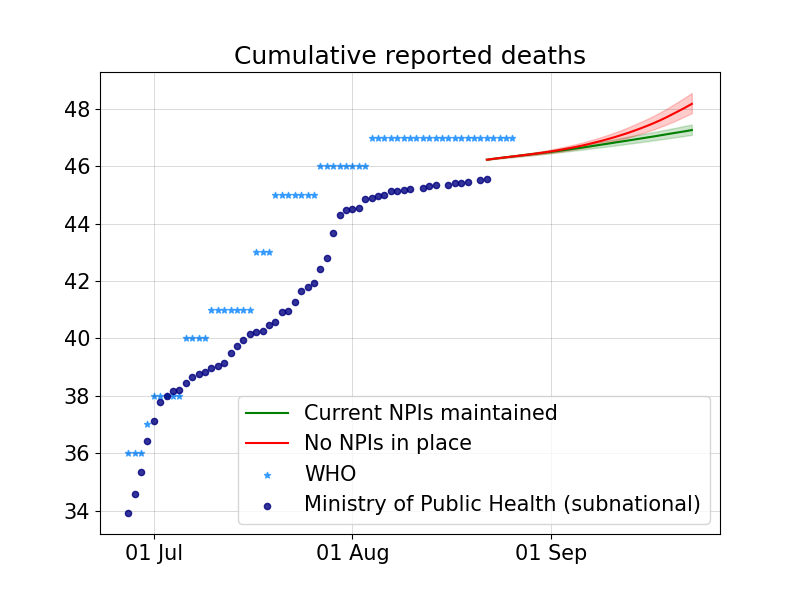 Cumulative reported deaths
48
46
44
42
40
38
36
34
Current NPIs maintained
No NPIs in place
WHO
Ministry of Public Health (subnational)
01 Jul
01 Aug
01 Sep